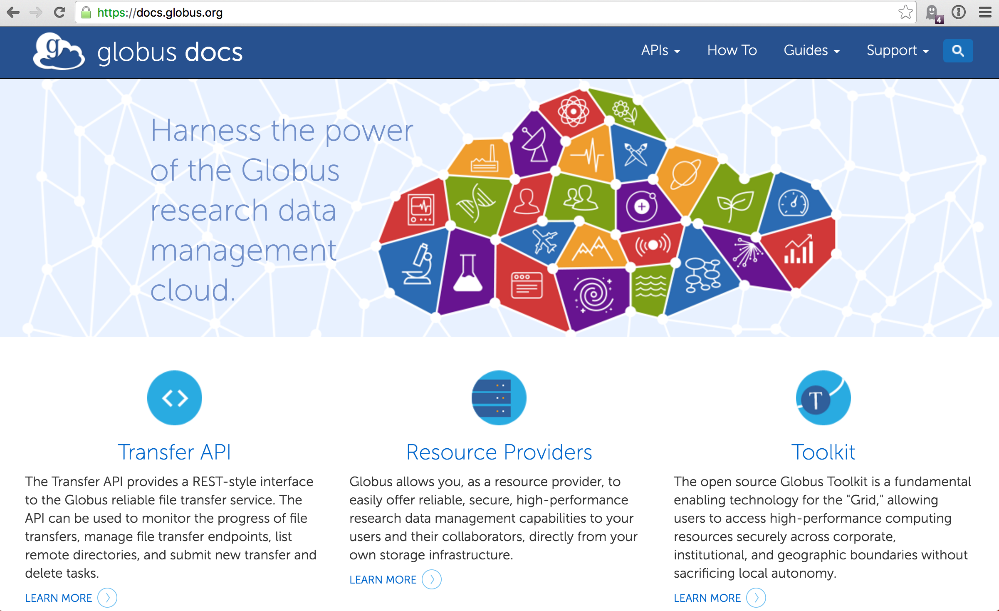 https://docs.globus.org
4
g
globus docs
APIs
How To
Guides
Support
Harness the power
of the Globus
research data
management
cloud.
T
Transfer API
The Transfer API provides a REST-style interface
to the Globus reliable file transfer service. The
API can be used to monitor the progress of file
transfers, manage file transfer endpoints, list
remote directories, and submit new transfer and
delete tasks.
LEARN MORE
Resource Providers
Globus allows you, as a resource provider, to
easily offer reliable, secure, high-performance
research data management capabilities to your
users and their collaborators, directly from your
own storage infrastructure.
LEARN MORE
Toolkit
The open source Globus Toolkit is a fundamental
enabling technology for the "Grid," allowing
users to access high-performance computing
resources securely across corporate,
institutional, and geographic boundaries without
sacrificing local autonomy.
LEARN MORE